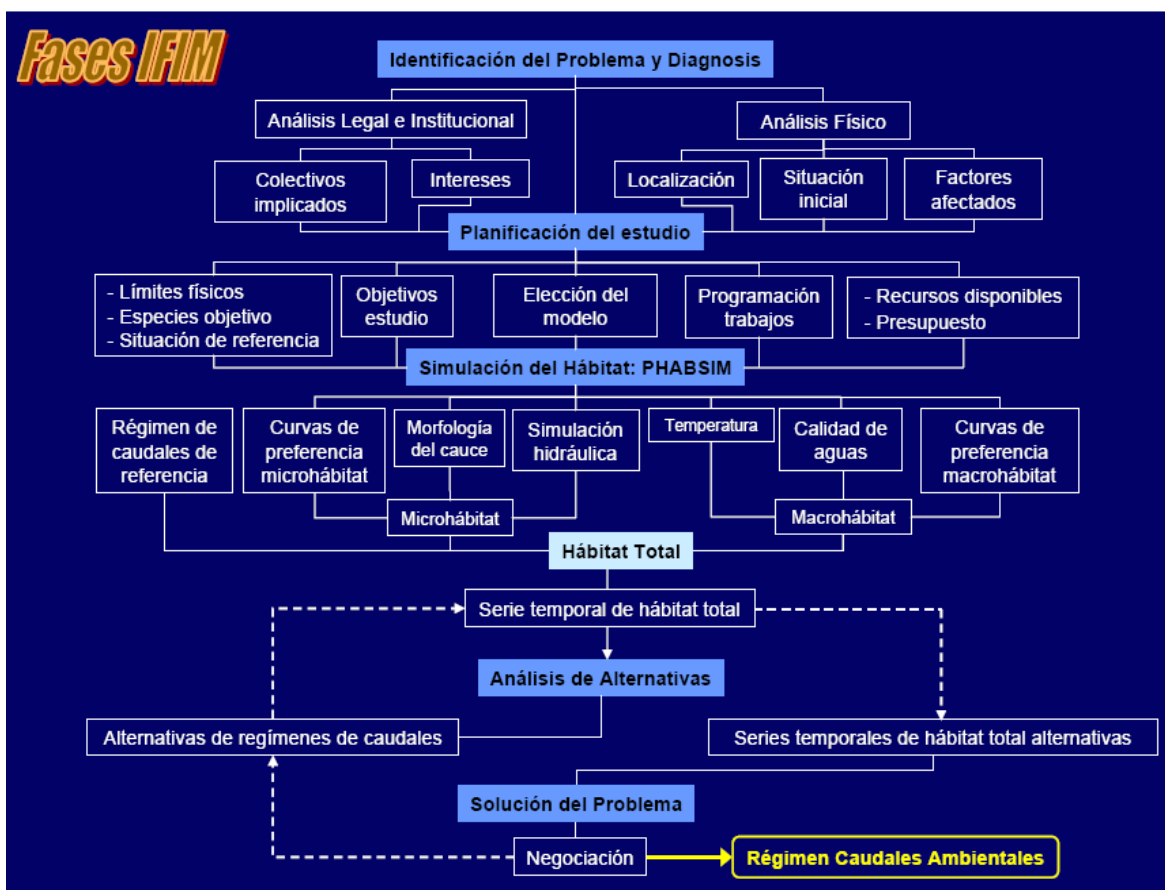 Fases IFIM
Identificación del Problema y Diagnosis
Análisis Legal e Institucional
Análisis Físico
Colectivos
implicados
Intereses
Localización
Situación
inicial
Factores
afectados
Planificación del estudio
- Límites físicos
- Especies objetivo
- Situación de referencia
Objetivos
estudio
Elección del
modelo
Programación
trabajos
- Recursos disponibles
- Presupuesto
Simulación del Hábitat: PHABSIM
Régimen de
caudales de
referencia
Curvas de
preferencia
microhábitat
Morfología
del cauce
Simulación
hidráulica
Temperatura
Calidad de
aguas
Curvas de
preferencia
macrohábitat
Microhábitat
Macrohábitat
Hábitat Total
Serie temporal de hábitat total
Análisis de Alternativas
Alternativas de regímenes de caudales
Series temporales de hábitat total alternativas
Solución del Problema
Negociación
Régimen Caudales Ambientales